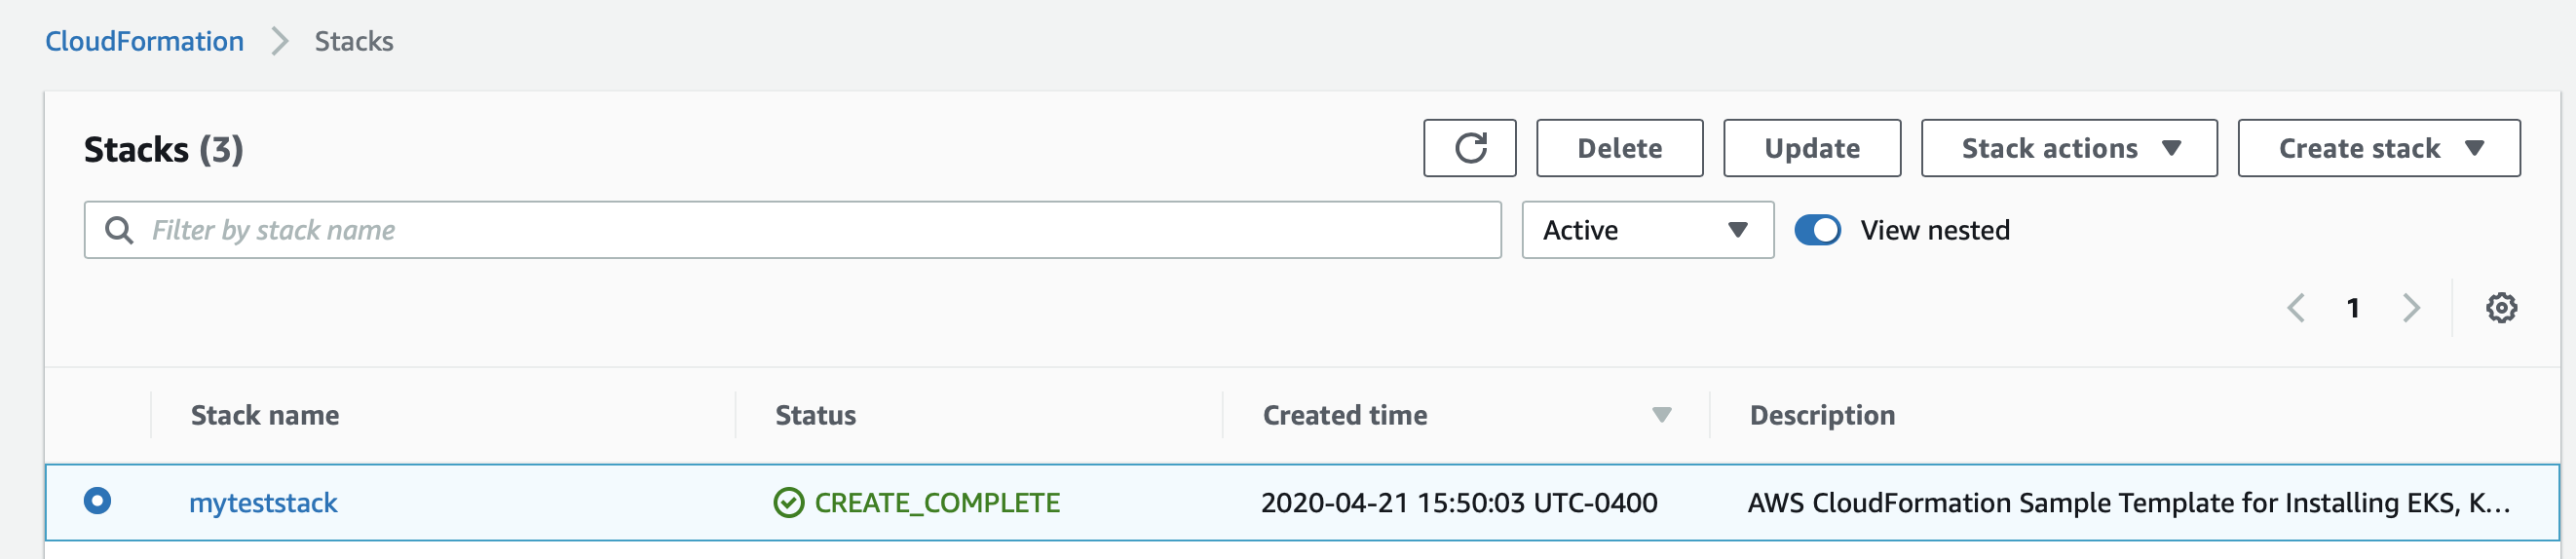 CloudFormation > Stacks
Stacks (3)
Delete
Update
Stack actions
Create stack
Filter by stack name
Active
View nested
1
Stack name Status Created time Description
myteststack CREATE_COMPLETE 2020-04-21 15:50:03 UTC-0400 AWS CloudFormation Sample Template for Installing EKS, K...